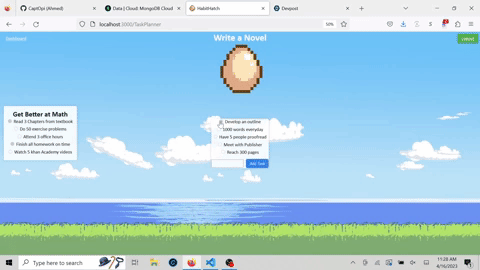 CaptOpi (Ahmed)
Data | Cloud: MongoDB Cloud
HabitHatch
Devpost
localhost:3000/TaskPlanner
50%
Dashboard
Write a Novel
Logout
Get Better at Math
Read 3 Chapters from textbook
Do 50 exercise problems
Attend 3 office hours
Finish all homework on time
Watch 5 khan Academy videos
Develop an outline
1000 words everyday
Have 5 people proofread
Meet with Publisher
Reach 300 pages
Add Task
Type here to search
11:28 AM
4/16/2023